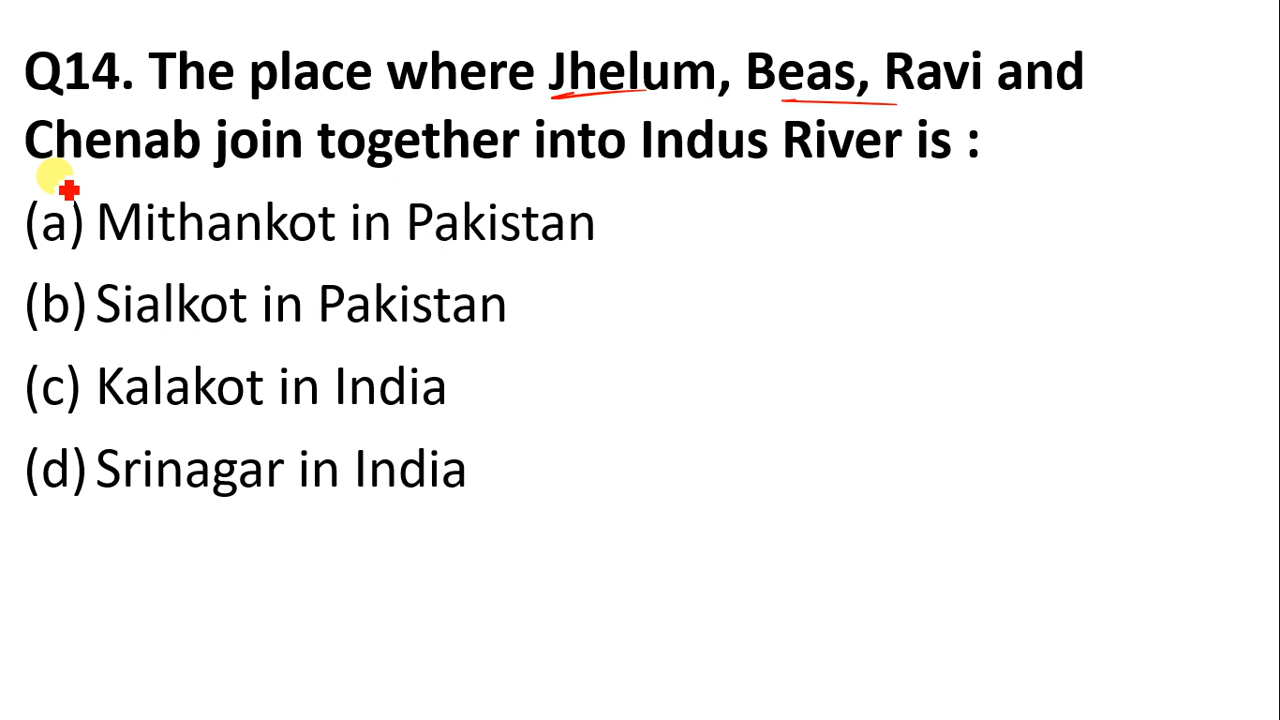 Q14. The place where Jhelum, Beas, Ravi and
Chenab join together into Indus River is :
(a) Mithankot in Pakistan
(b) Sialkot in Pakistan
(c) Kalakot in India
(d) Srinagar in India